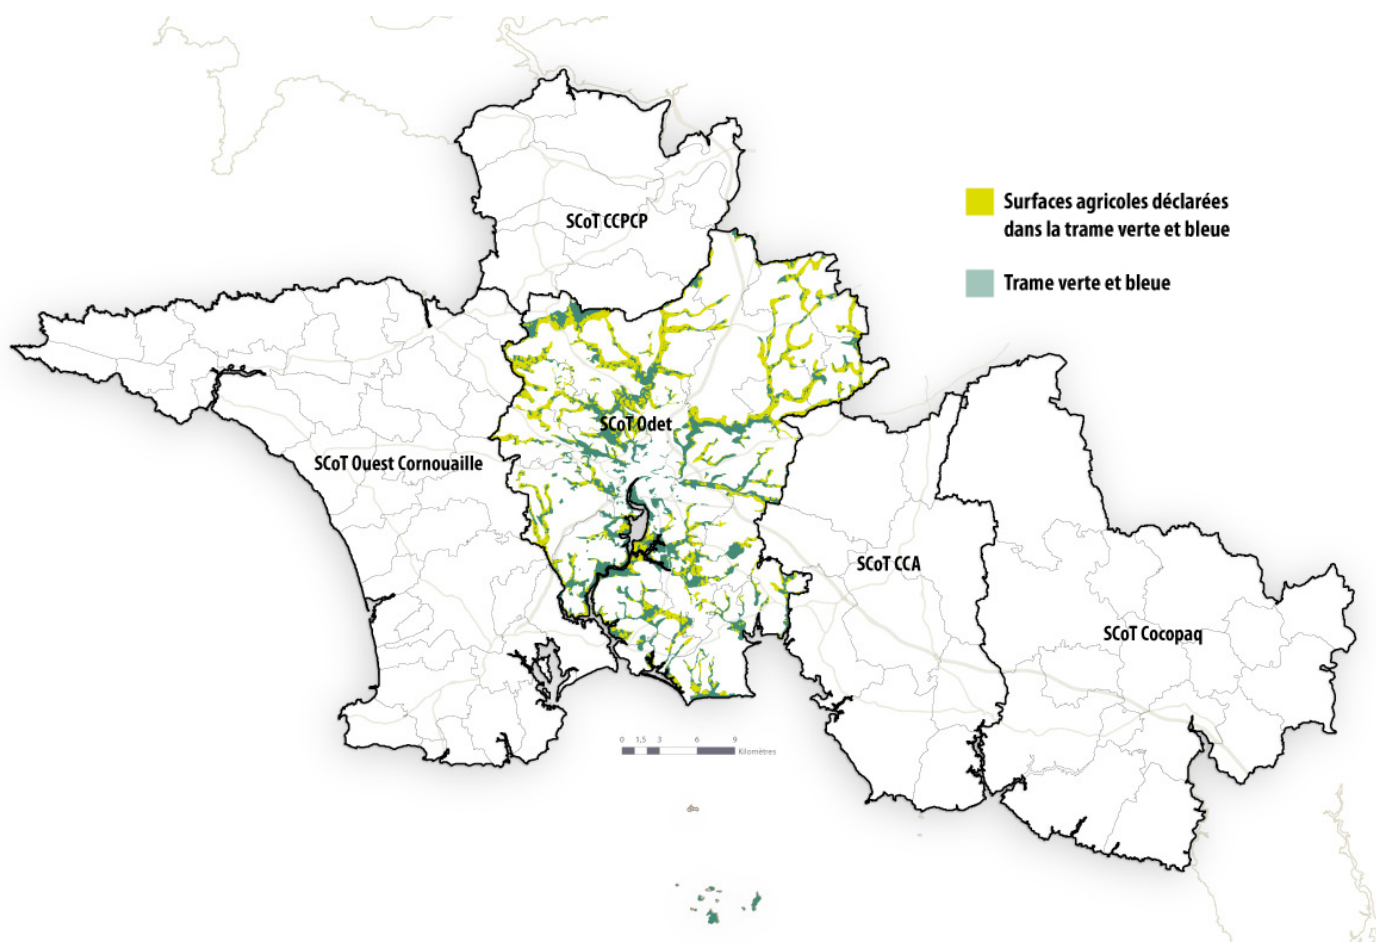 SCoT CCPCP
Surfaces agricoles déclarées
dans la trame verte et bleue
Trame verte et bleue
SCoT Odet
SCoT Ouest Cornouaille
SCoT CCA
SCoT Cocopaq
0 1,5 3 6 9
Kilomètres